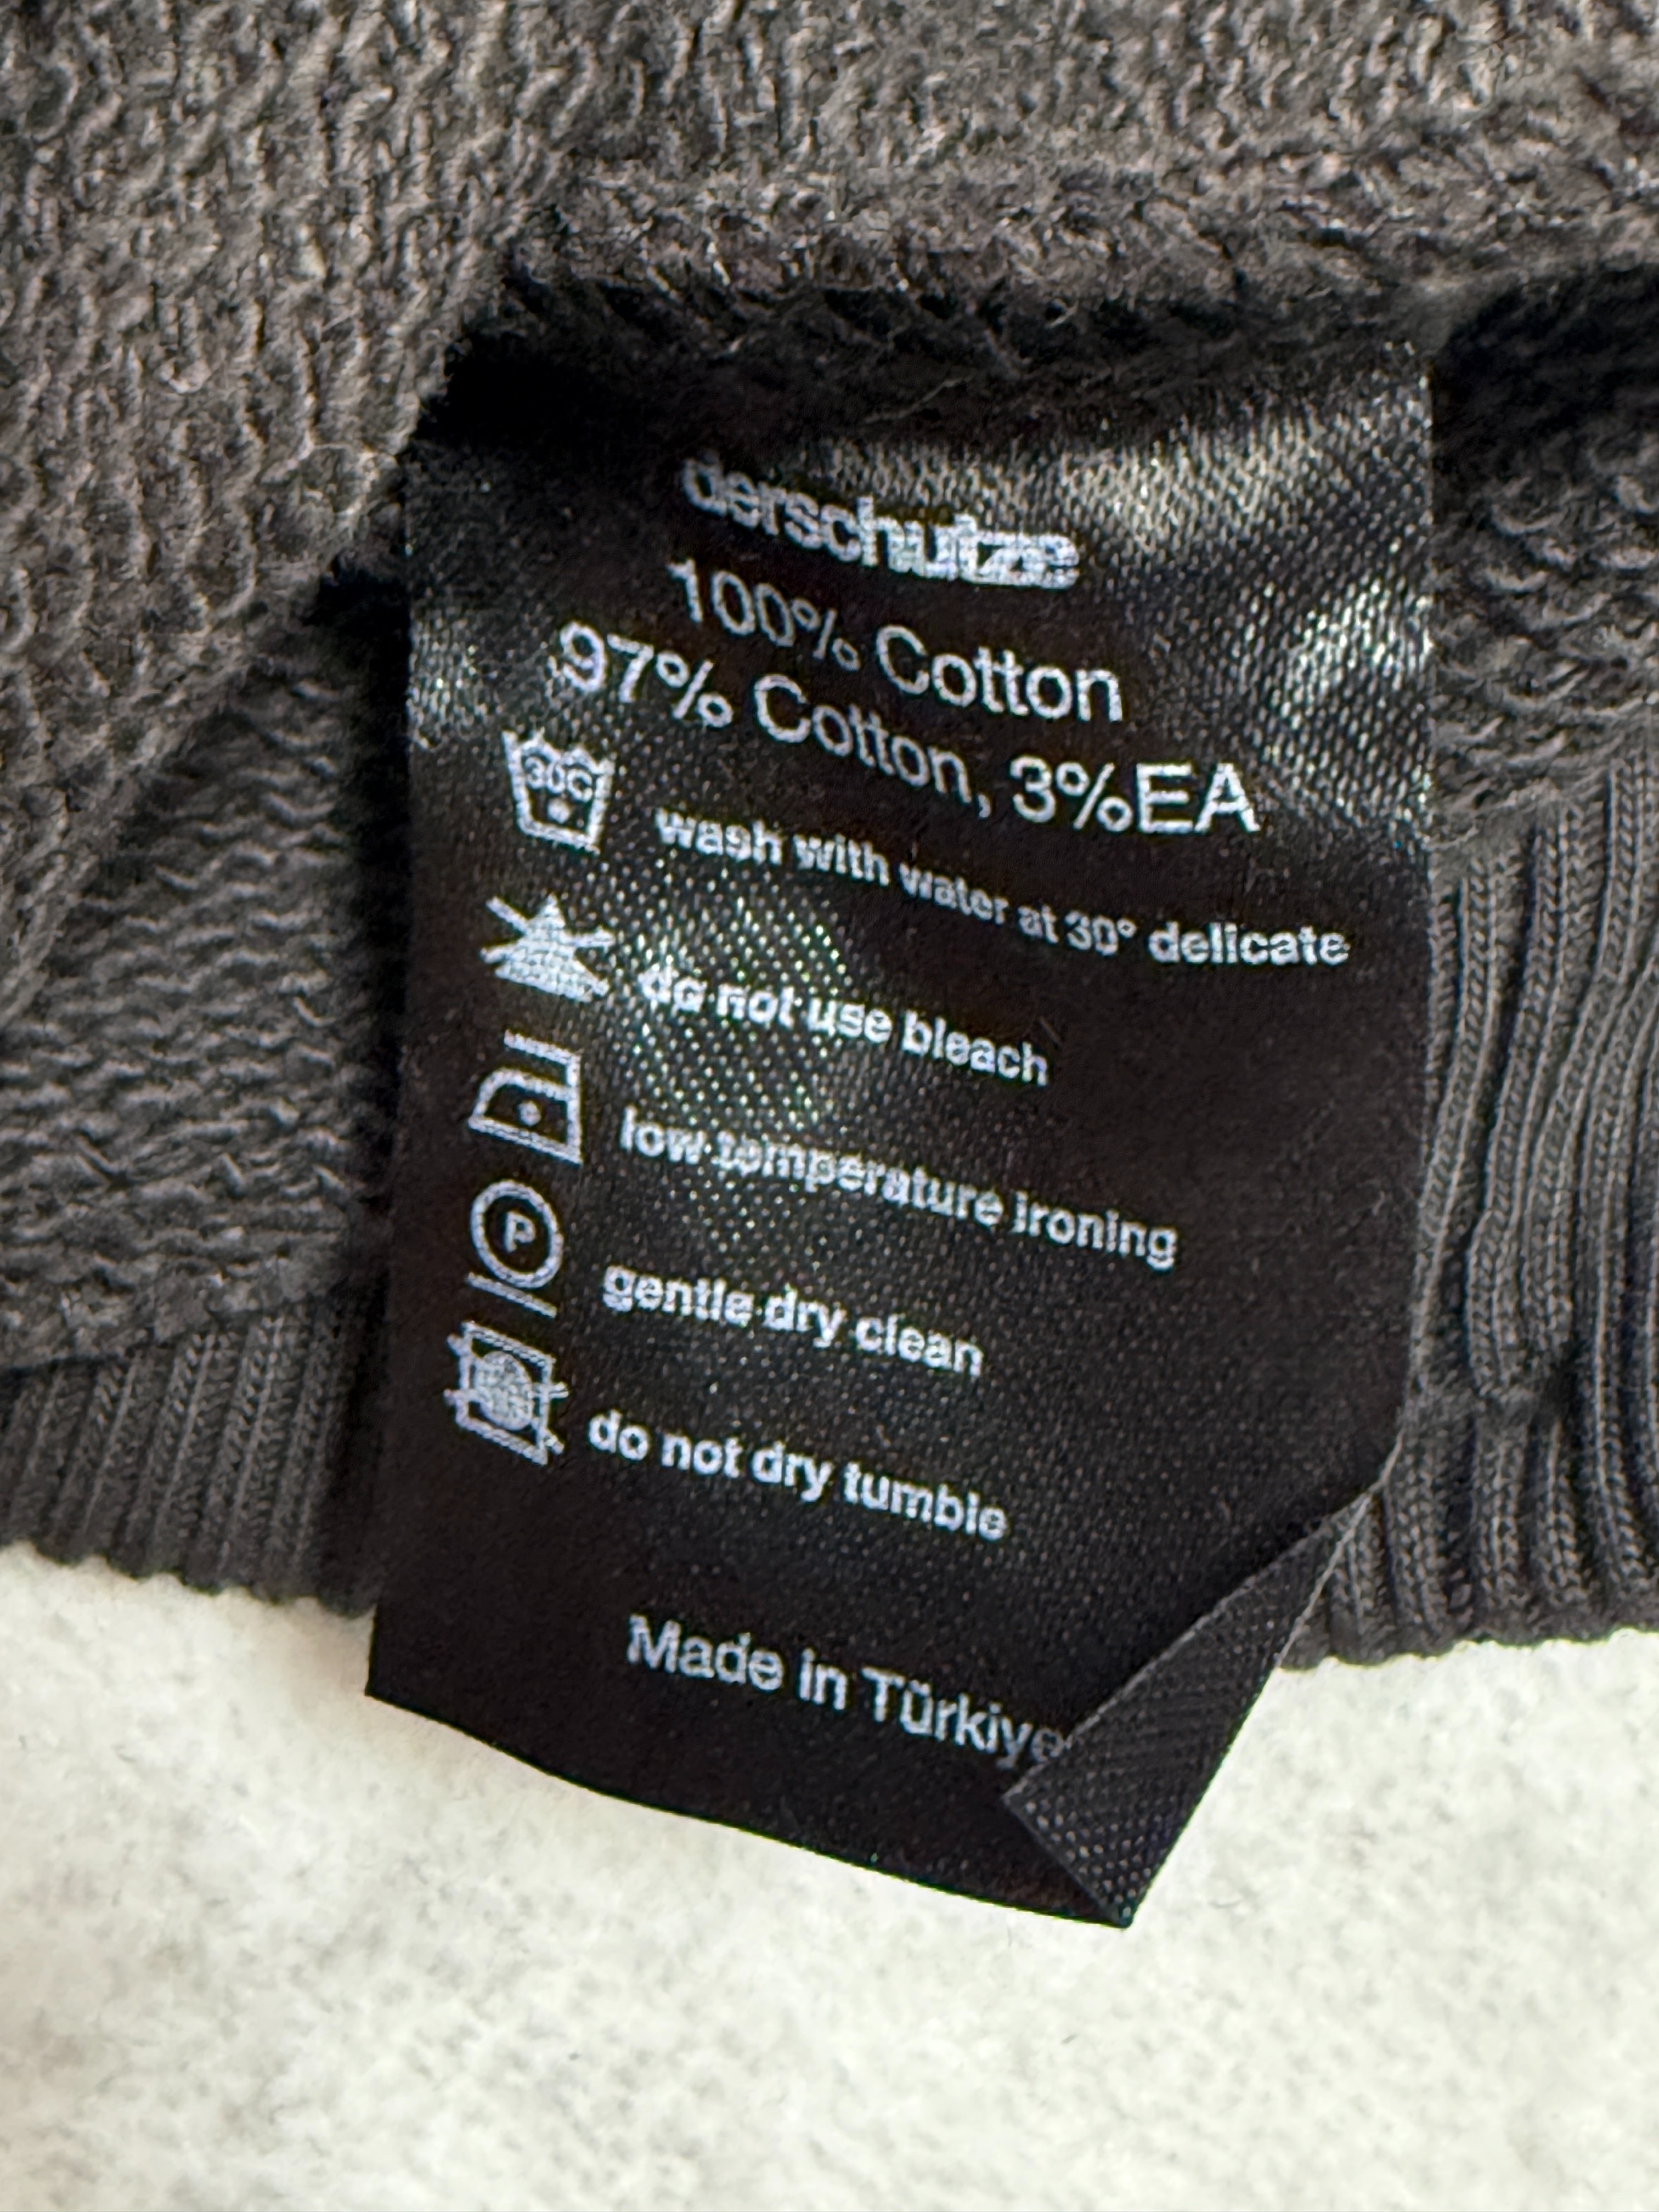 derschutze
100% Cotton
97% Cotton, 3%EA
30C
wash with water at 30° delicate
do not use bleach
low temperature ironing
P
gentle dry clean
do not dry tumble
Made in Türkiye